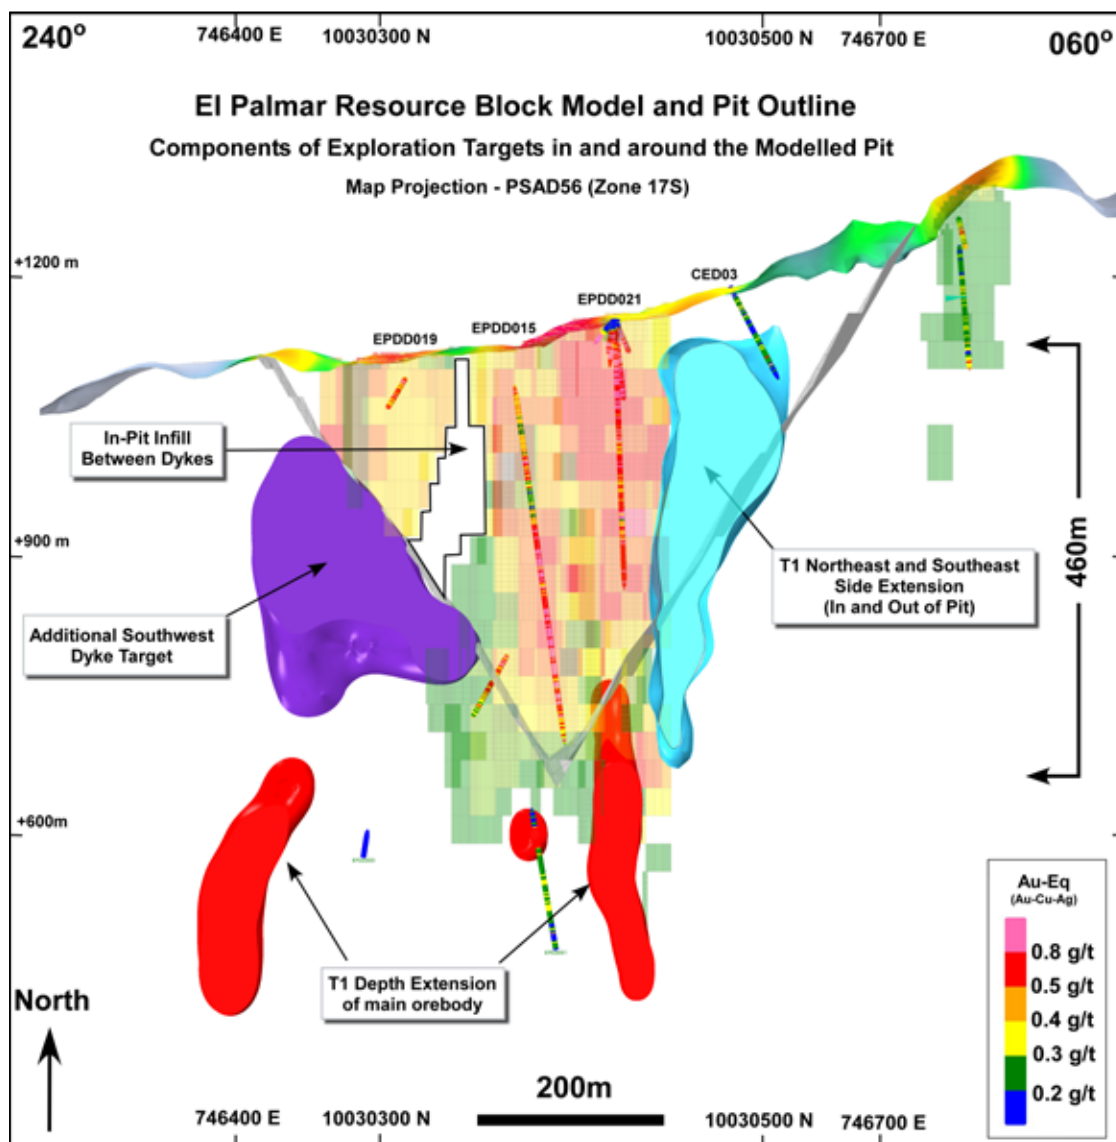 240°
746400 E
10030300 N
10030500 N
746700 E
060°
El Palmar Resource Block Model and Pit Outline
Components of Exploration Targets in and around the Modelled Pit
Map Projection - PSAD56 (Zone 17S)
+1200 m
CED03
EPDD021
EPDD015
EPDD019
In-Pit Infill
Between Dykes
+900 m
T1 Northeast and Southeast
Side Extension
(In and Out of Pit)
460m
Additional Southwest
Dyke Target
+600m
T1 Depth Extension
of main orebody
Au-Eq
(Au-Cu-Ag)
0.8 g/t
0.5 g/t
0.4 g/t
0.3 g/t
0.2 g/t
North
200m
746400 E
10030300 N
10030500 N
746700 E